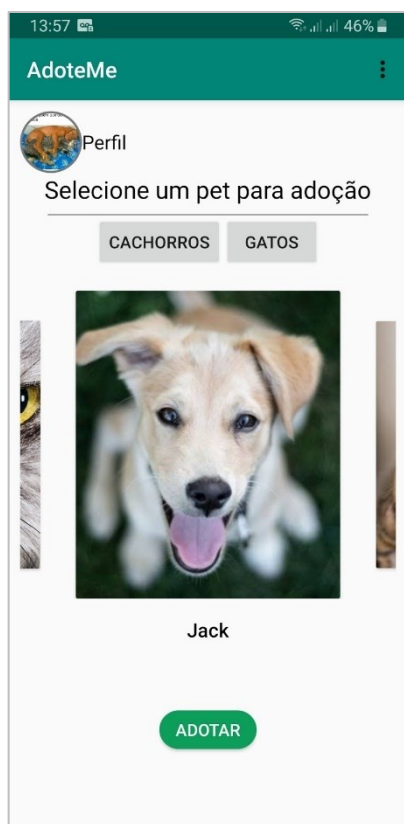 13:57 46%
AdoteMe
Perfil
Selecione um pet para adoção
CACHORROS GATOS
Jack
ADOTAR